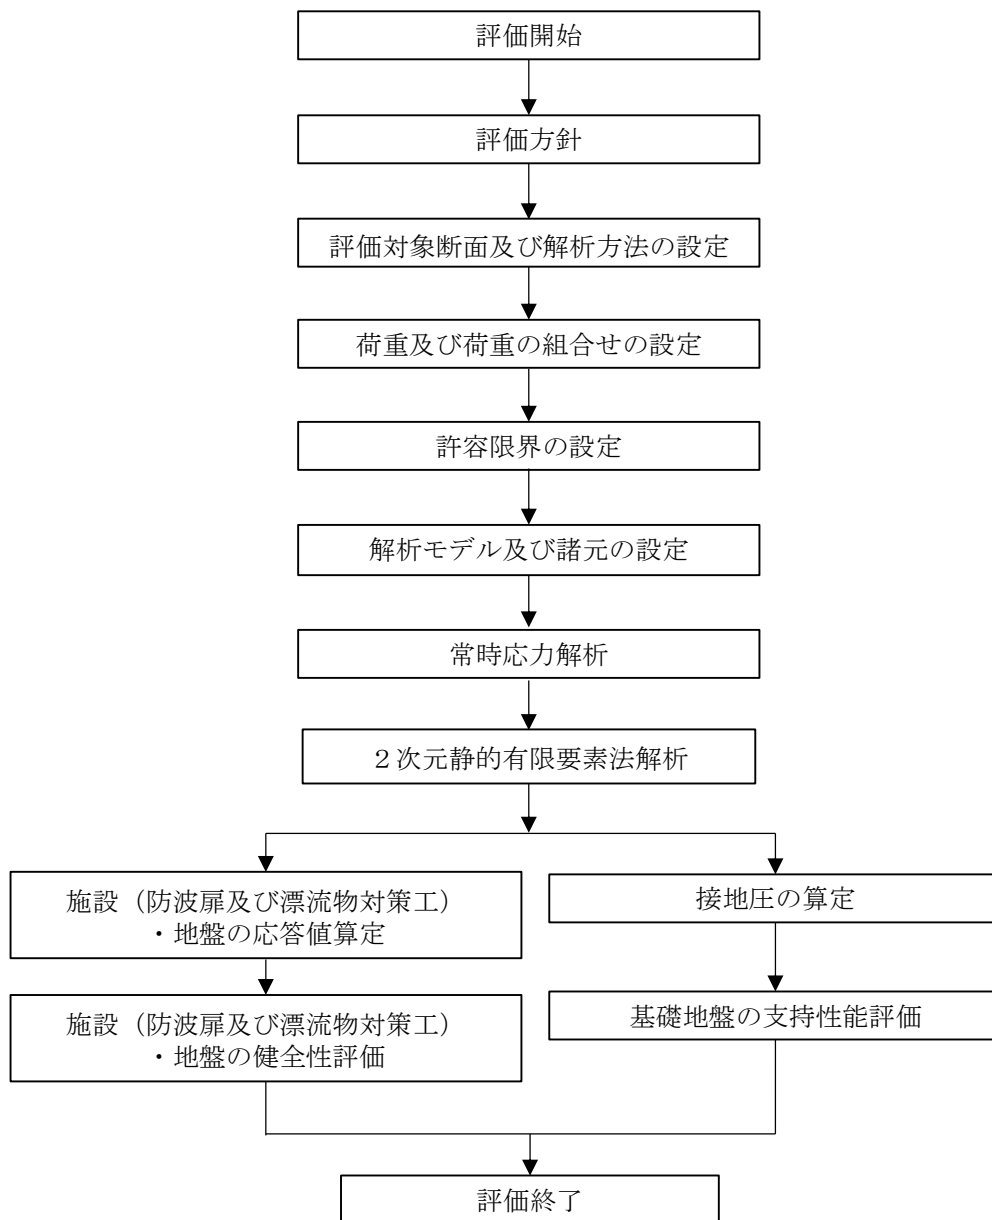 評価開始
評価方針
評価対象断面及び解析方法の設定
荷重及び荷重の組合せの設定
許容限界の設定
解析モデル及び諸元の設定
常時応力解析
２次元静的有限要素法解析
施設（防波扉及び漂流物対策工）
・地盤の応答値算定
接地圧の算定
施設（防波扉及び漂流物対策工）
・地盤の健全性評価
基礎地盤の支持性能評価
評価終了